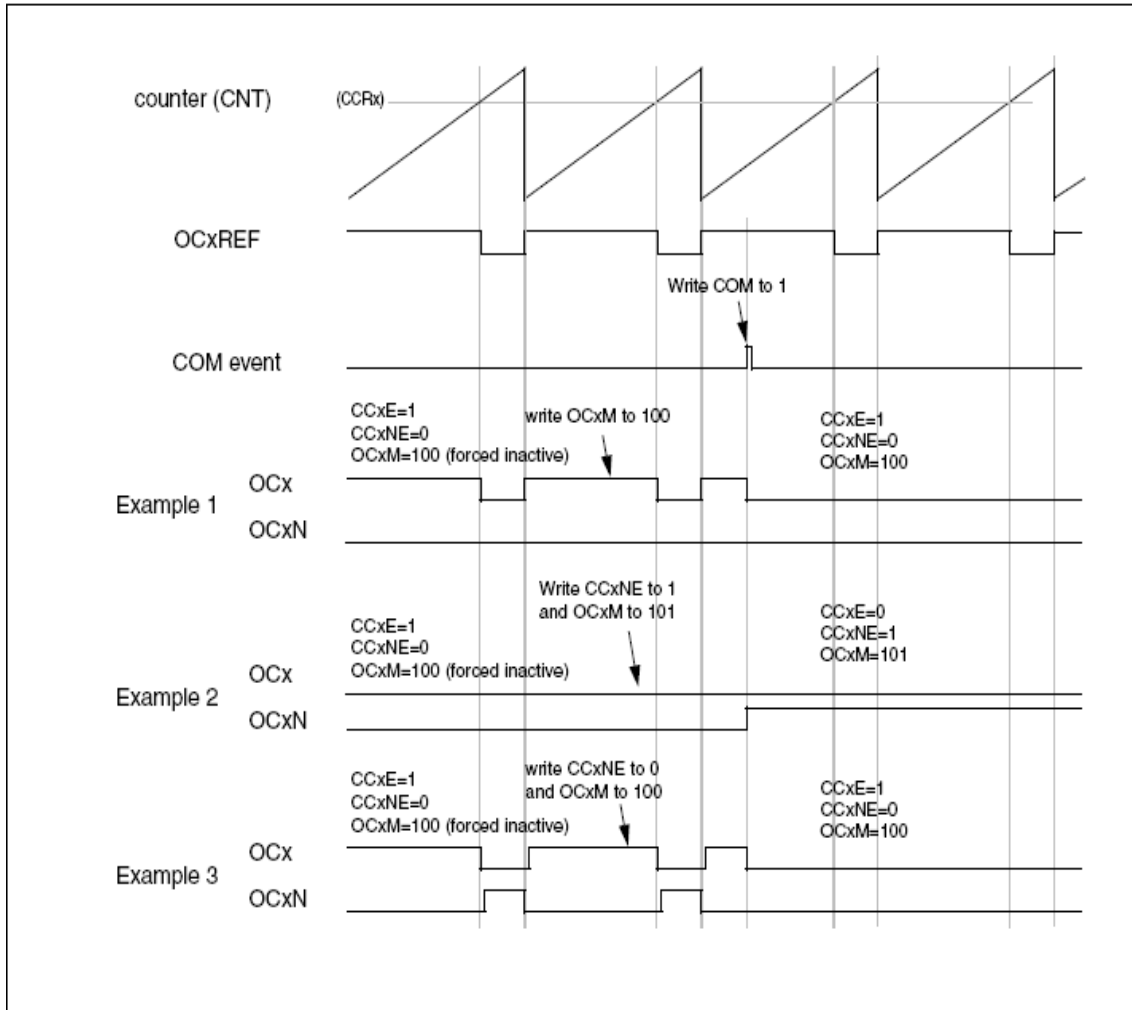 counter (CNT)
(CCRx)
OCxREF
Write COM to 1
COM event
CCxE=1
CCxNE=0
OCxM=100 (forced inactive)
write OCxM to 100
CCxE=1
CCxNE=0
OCxM=100
Example 1
OCx
OCxN
Write CCxNE to 1
and OCxM to 101
CCxE=1
CCxNE=0
OCxM=100 (forced inactive)
CCxE=0
CCxNE=1
OCxM=101
Example 2
OCx
OCxN
write CCxNE to 0
and OCxM to 100
CCxE=1
CCxNE=0
OCxM=100 (forced inactive)
CCxE=1
CCxNE=0
OCxM=100
Example 3
OCx
OCxN